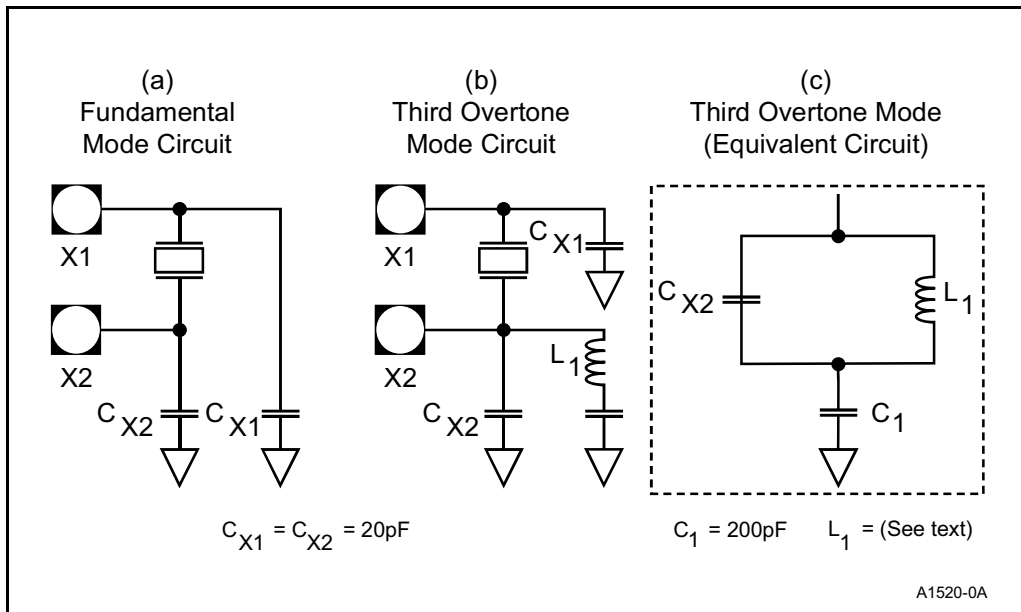 (a)
Fundamental
Mode Circuit
(b)
Third Overtone
Mode Circuit
(c)
Third Overtone Mode
(Equivalent Circuit)
X1
X2
C X2
C X1
X1
C X1
X2
L 1
C X2
C X2
L 1
C 1
C X1 = C X2 = 20pF
C 1 = 200pF L 1 = (See text)
A1520-0A